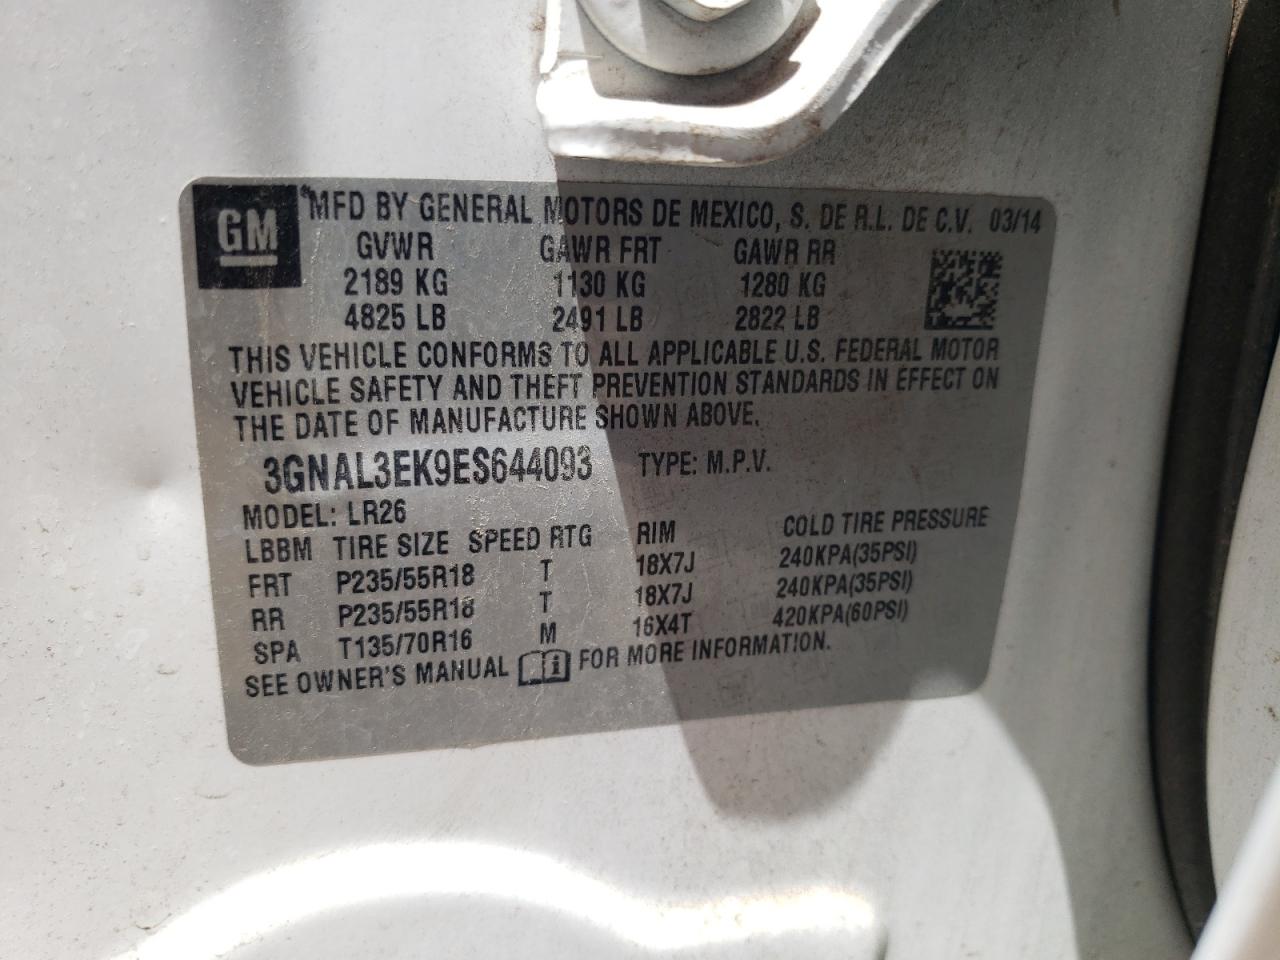 GM
MFD BY GENERAL MOTORS DE MEXICO, S. DE R.L. DE C.V. 03/14
GVWR GAWR FRT GAWR RR
2189 KG 1130 KG 1280 KG
4825 LB 2491 LB 2822 LB
THIS VEHICLE CONFORMS TO ALL APPLICABLE U.S. FEDERAL MOTOR
VEHICLE SAFETY AND THEFT PREVENTION STANDARDS IN EFFECT ON
THE DATE OF MANUFACTURE SHOWN ABOVE.
3GNAL3EK9ES644093 TYPE: M.P.V.
MODEL: LR26
LBBM TIRE SIZE SPEED RTG RIM COLD TIRE PRESSURE
FRT P235/55R18 T 18X7J 240KPA(35PSI)
RR P235/55R18 T 18X7J 240KPA(35PSI)
SPA T135/70R16 M 16X4T 420KPA(60PSI)
SEE OWNER'S MANUAL i FOR MORE INFORMATION.